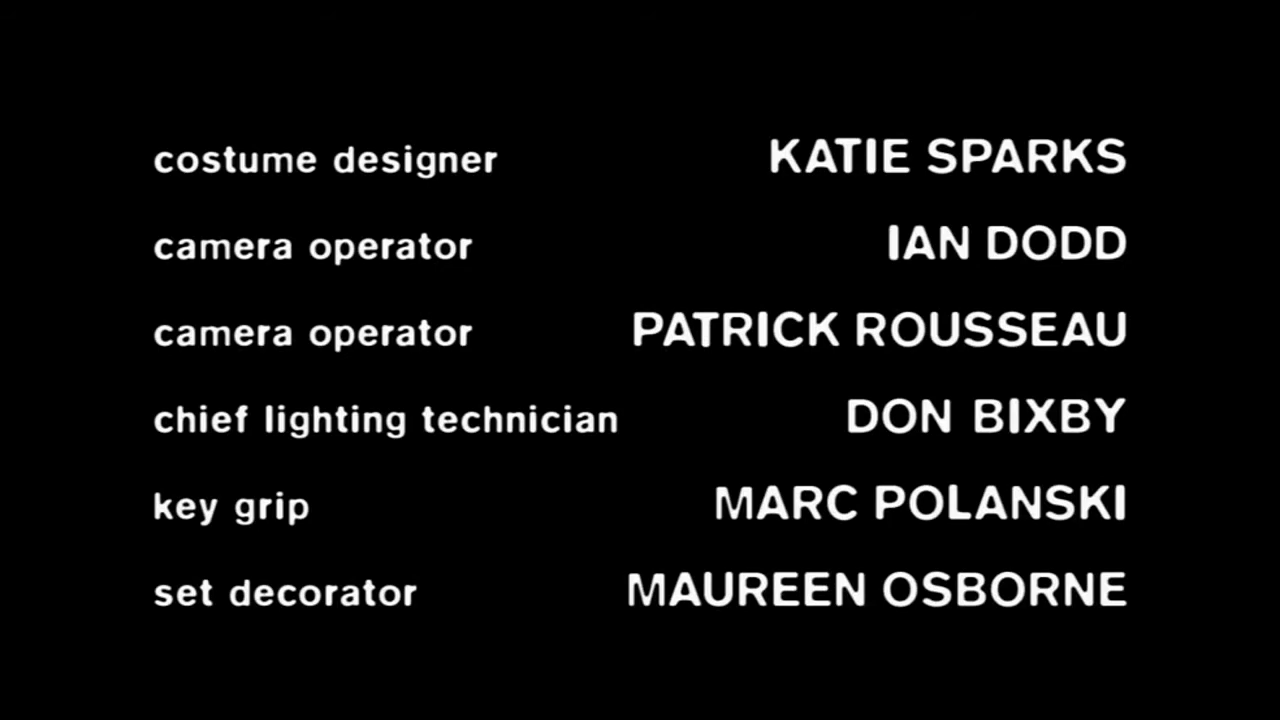 costume designer KATIE SPARKS
camera operator IAN DODD
camera operator PATRICK ROUSSEAU
chief lighting technician DON BIXBY
key grip MARC POLANSKI
set decorator MAUREEN OSBORNE